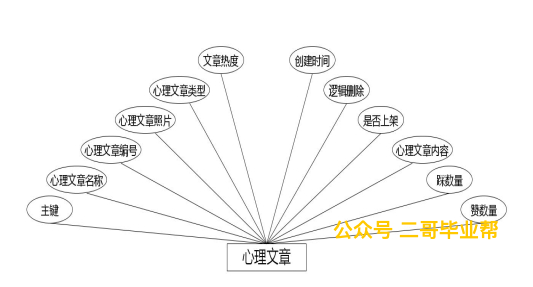 文章热度
创建时间
心理文章类型
逻辑删除
心理文章照片
是否上架
心理文章编号
心理文章内容
心理文章名称
踩数量
主键
赞数量
公众号 二哥毕业帮
心理文章